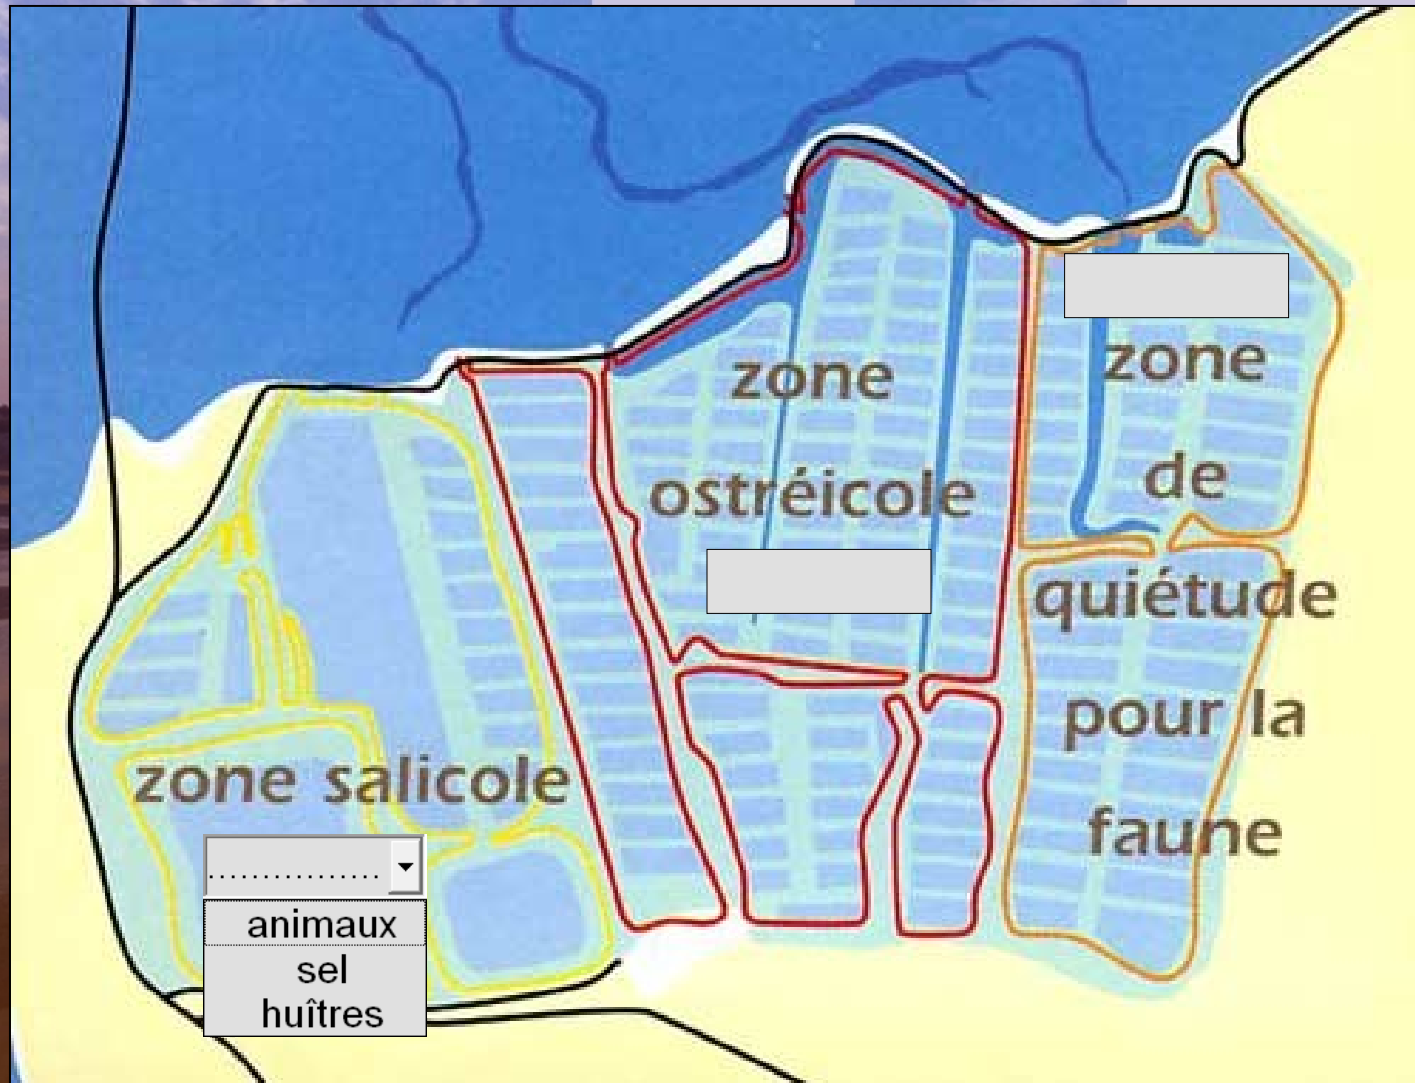 zone
ostréicole
zone
de
quiétude
pour la
faune
zone salicole
................
animaux
sel
huîtres